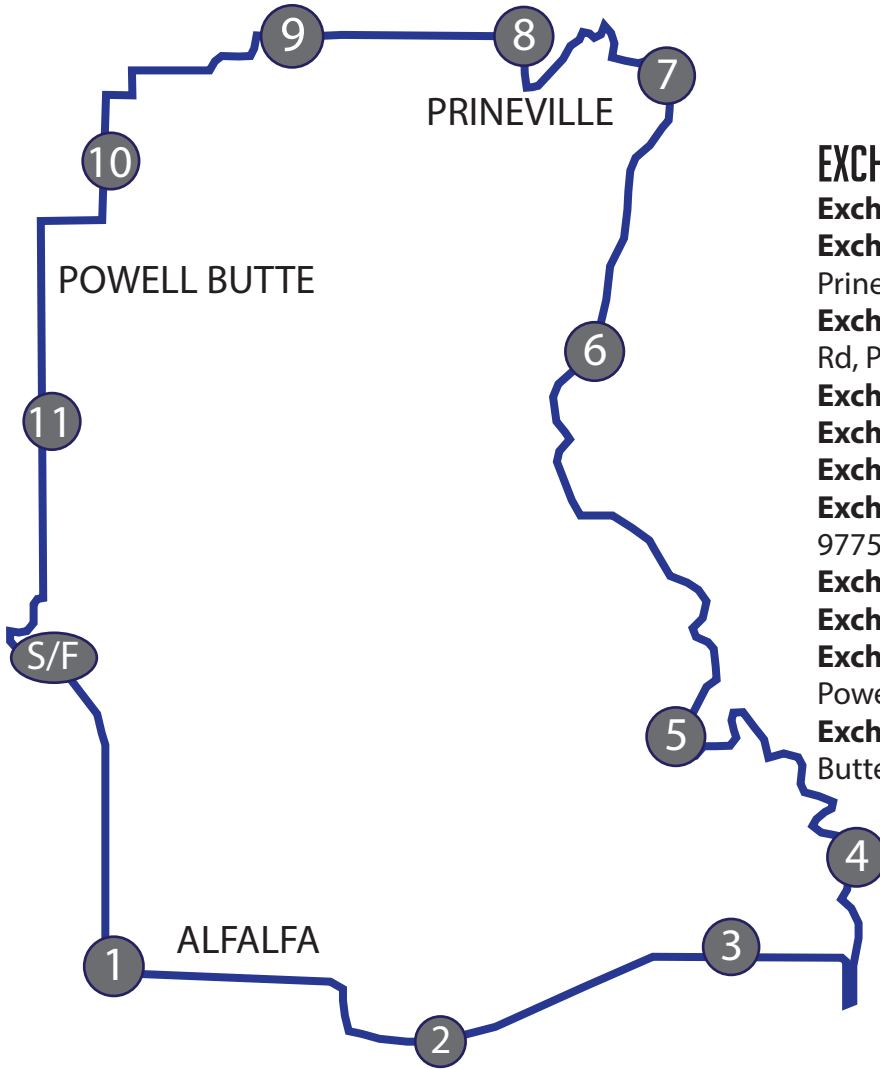 9
8
7
PRINEVILLE
10
EXCH
Exch
Exch
Prine
Exch
Rd, P
Exch
Exch
Exch
Exch
9775
Exch
Exch
Exch
Powe
Exch
Butte
POWELL BUTTE
6
11
S/F
5
4
ALFALFA
3
1
2